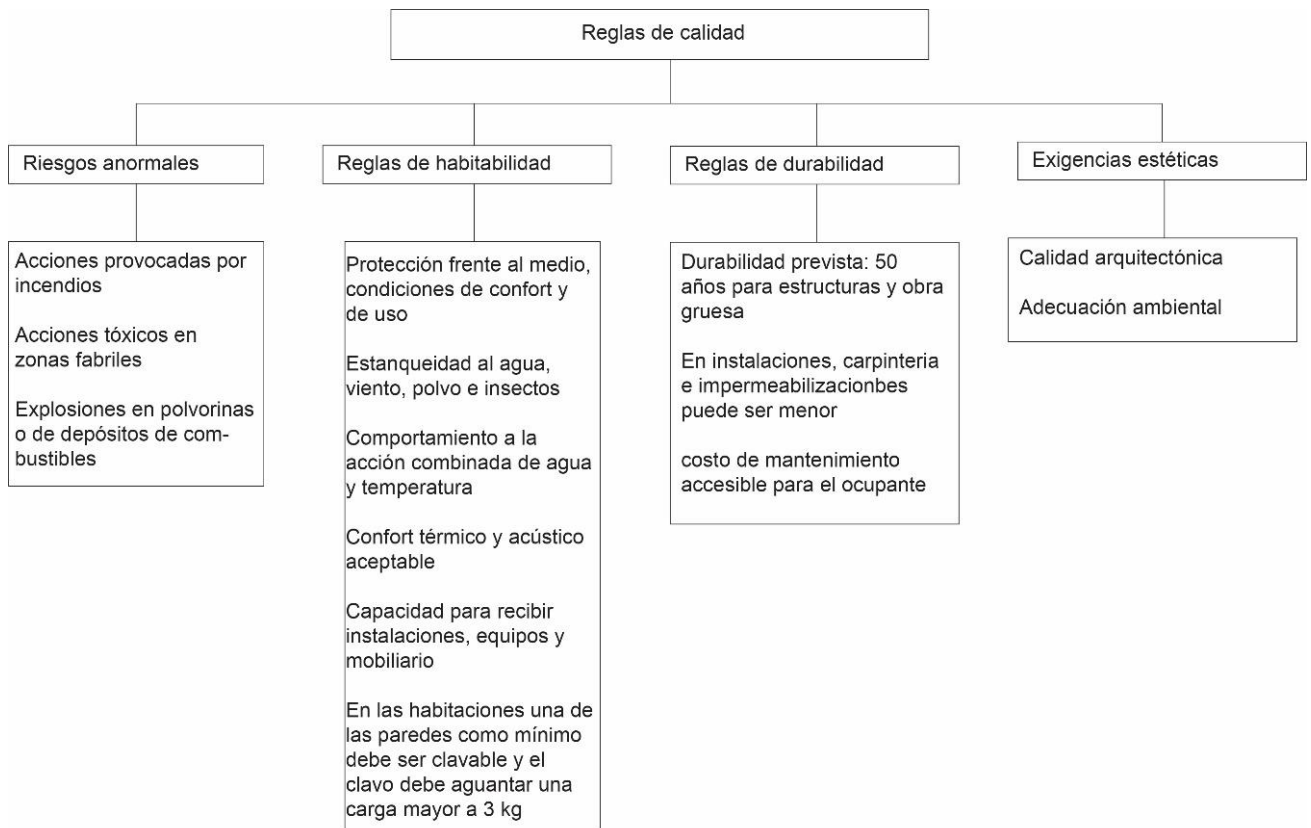 Reglas de calidad
Riesgos anormales
Acciones provocadas por
incendios
Acciones tóxicos en
zonas fabriles
Explosiones en polvorinas
o de depósitos de com-
bustibles
Reglas de habitabilidad
Protección frente al medio,
condiciones de confort y
de uso
Estanqueidad al agua,
viento, polvo e insectos
Comportamiento a la
acción combinada de agua
y temperatura
Confort térmico y acústico
aceptable
Capacidad para recibir
instalaciones, equipos y
mobiliario
En las habitaciones una de
las paredes como mínimo
debe ser clavable y el
clavo debe aguantar una
carga mayor a 3 kg
Reglas de durabilidad
Durabilidad prevista: 50
años para estructuras y obra
gruesa
En instalaciones, carpinteria
e impermeabilizacionbes
puede ser menor
costo de mantenimiento
accesible para el ocupante
Exigencias estéticas
Calidad arquitectónica
Adecuación ambiental